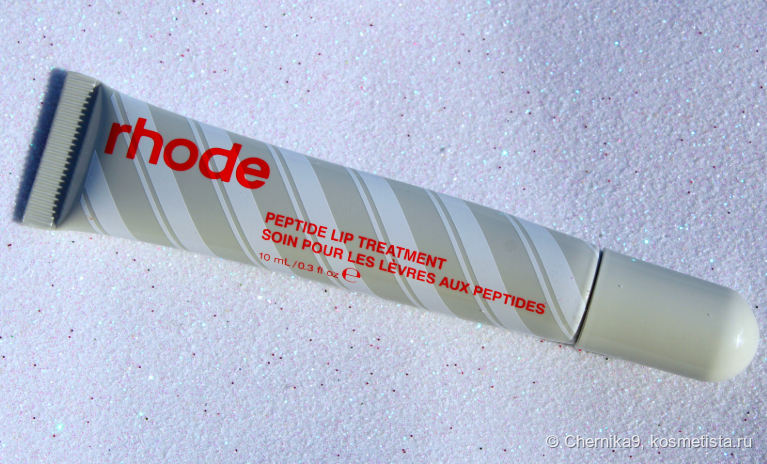 rhode
PEPTIDE LIP TREATMENT
SOIN POUR LES LÈVRES AUX PEPTIDES
10 mL/0.3 fl oz ℮
© Chernika9, kosmetista.ru